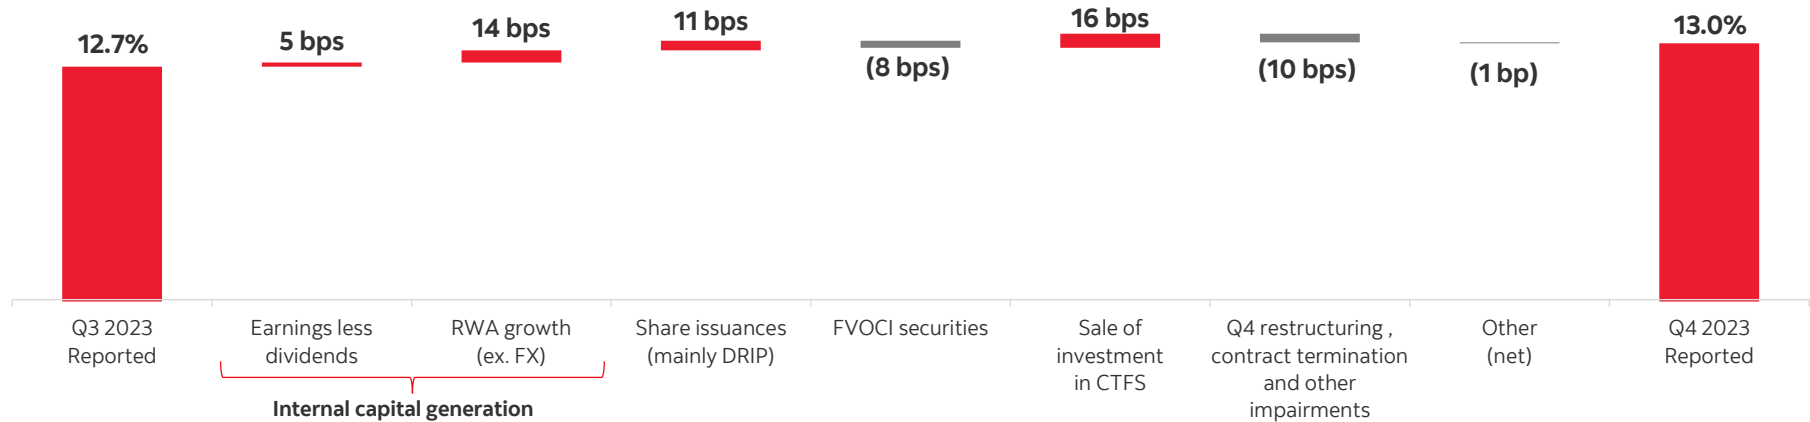 12.7%
5 bps
14 bps
11 bps
(8 bps)
16 bps
(10 bps)
(1 bp)
13.0%
Q3 2023
Reported
Earnings less
dividends
RWA growth
(ex. FX)
Share issuances
(mainly DRIP)
FVOCI securities
Sale of
investment
in CTFS
Q4 restructuring ,
contract termination
and other
impairments
Other
(net)
Q4 2023
Reported
Internal capital generation